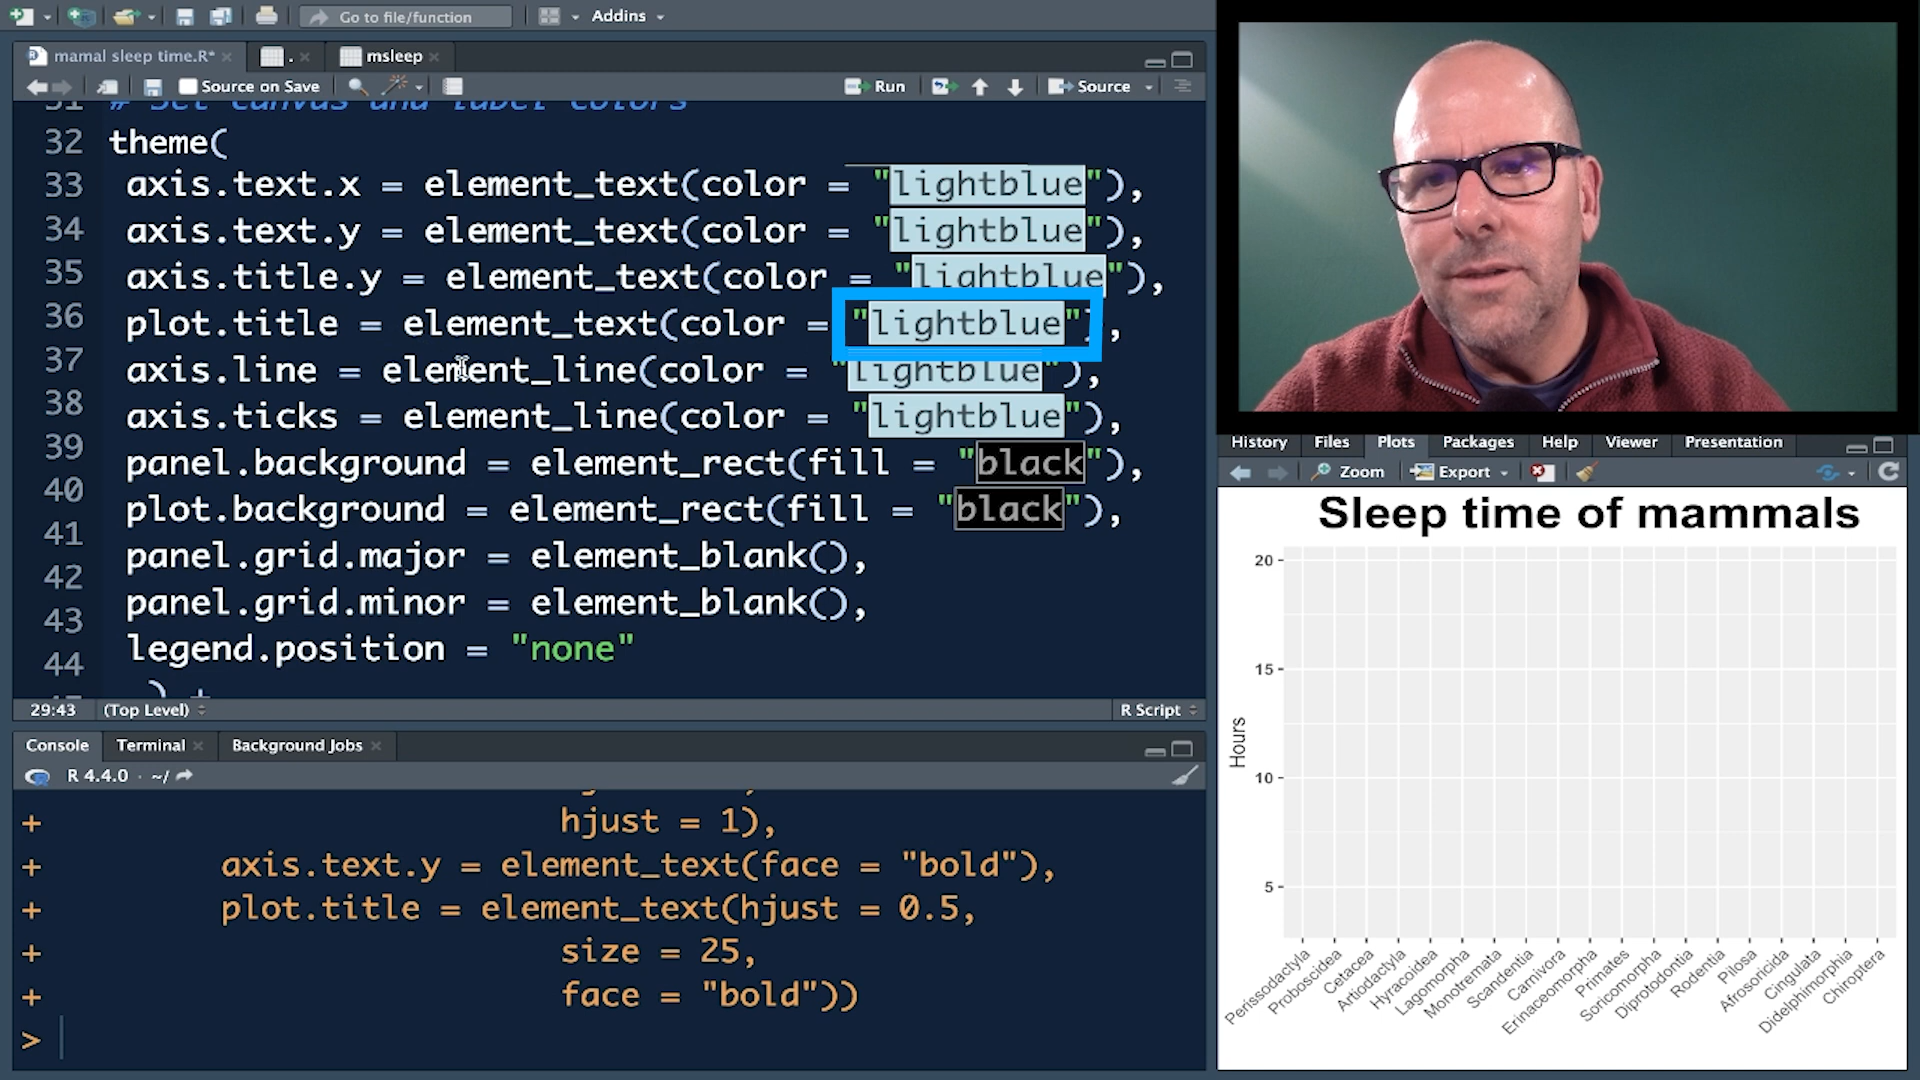 Go to file/function
Addins
mamal sleep time.R*
.
msleep
Source on Save
Run
Source
31 # Set canvas and label colors
32 theme(
33 axis.text.x = element_text(color = "lightblue"),
34 axis.text.y = element_text(color = "lightblue"),
35 axis.title.y = element_text(color = "lightblue"),
36 plot.title = element_text(color = "lightblue"),
37 axis.line = element_line(color = "lightblue"),
38 axis.ticks = element_line(color = "lightblue"),
39 panel.background = element_rect(fill = "black"),
40 plot.background = element_rect(fill = "black"),
41 panel.grid.major = element_blank(),
42 panel.grid.minor = element_blank(),
43 legend.position = "none"
44 ) +
29:43 (Top Level)
R Script
Console
Terminal
Background Jobs
R 4.4.0 · ~/
+ hjust = 1),
+ axis.text.y = element_text(face = "bold"),
+ plot.title = element_text(hjust = 0.5,
+ size = 25,
+ face = "bold"))
>
History
Files
Plots
Packages
Help
Viewer
Presentation
Zoom
Export
Sleep time of mammals
20
15
10
5
Hours
Perissodactyla
Proboscidea
Cetacea
Artiodactyla
Hyracoidea
Lagomorpha
Monotremata
Scandentia
Carnivora
Erinaceomorpha
Primates
Soricomorpha
Diprotodontia
Rodentia
Pilosa
Afrosoricida
Cingulata
Didelphimorphia
Chiroptera